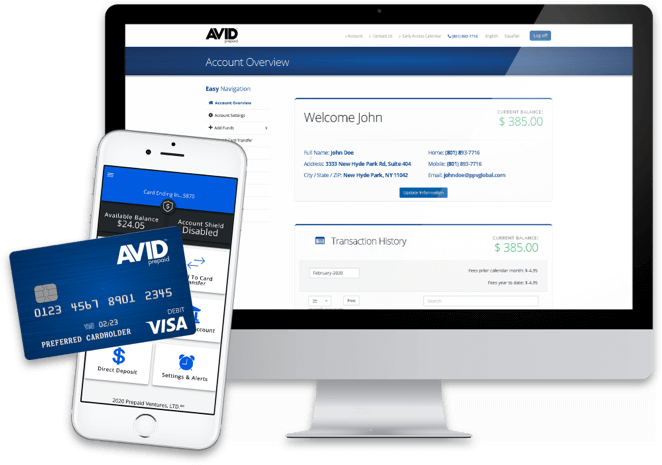 AVID
prepaid
Account
Contact Us
Early Access Calendar
(801) 893-7716
English
Español
Log off
Account Overview
Easy Navigation
Account Overview
Account Settings
Add Funds
Card Transfer
Welcome John
CURRENT BALANCE:
$ 385.00
Full Name: John Doe
Home: (801) 893-7716
Address: 3333 New Hyde Park Rd, Suite 404
Mobile: (801) 893-7716
City / State / ZIP: New Hyde Park, NY 11042
Email: johndoe@ppvglobal.com
Update Information
Transaction History
CURRENT BALANCE:
$ 385.00
February-2020
Fees prior calendar month: $ 4.95
Fees year to date: $ 4.95
25
Print
Search
Card Ending In... 5875
Available Balance
$24.05
Account Shield
Disabled
To Card
Direct Deposit
Settings & Alerts
2020 Prepaid Ventures, LTD.
AVID
prepaid
0123 4567 8901 2345
02/23
DEBIT
PREFERRED CARDHOLDER
VISA